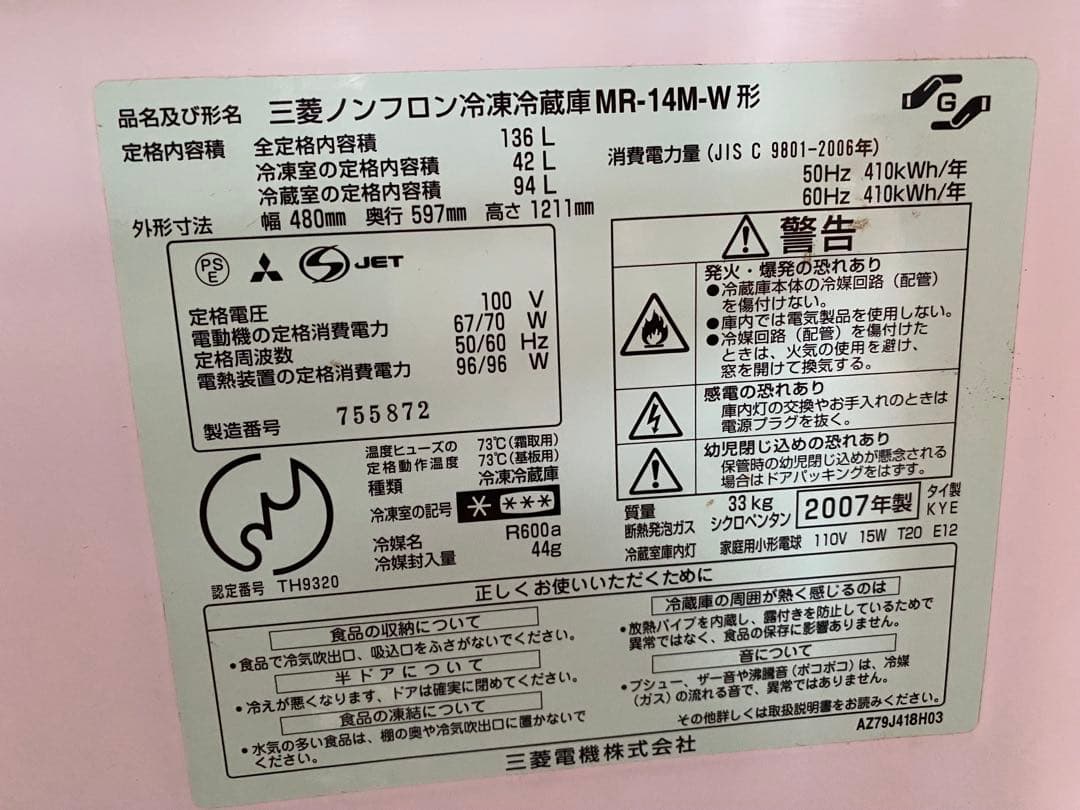 品名及び形名 三菱ノンフロン冷凍冷蔵庫 MR-14M-W 形
G
定格内容積 全定格内容積 136 L
冷凍室の定格内容積 42 L
冷蔵室の定格内容積 94 L
外形寸法 幅 480mm 奥行 597mm 高さ 1211mm
消費電力量 (JIS C 9801-2006年)
50Hz 410kWh/年
60Hz 410kWh/年
PS
E
S JET
定格電圧 100 V
電動機の定格消費電力 67/70 W
定格周波数 50/60 Hz
電熱装置の定格消費電力 96/96 W
製造番号 755872
警告
発火・爆発の恐れあり
●冷蔵庫本体の冷媒回路（配管）
を傷付けない。
●庫内では電気製品を使用しない。
●冷媒回路（配管）を傷付けた
ときは、火気の使用を避け、
窓を開けて換気する。
感電の恐れあり
庫内灯の交換やお手入れのときは
電源プラグを抜く。
幼児閉じ込めの恐れあり
保管時の幼児閉じ込めが懸念される
場合はドアパッキングをはずす。
温度ヒューズの 73℃(霜取用)
定格動作温度 73℃(基板用)
種類 冷凍冷蔵庫
冷凍室の記号 * ***
冷媒名 R600a
冷媒封入量 44g
認定番号 TH9320
質量 33kg
断熱発泡ガス シクロペンタン
2007年製
タイ製
KYE
冷蔵室庫内灯 家庭用小形電球 110V 15W T20 E12
正しくお使いいただくために
食品の収納について
•食品で冷気吹出口、吸込口をふさがないでください。
半ドアについて
•冷えが悪くなります、ドアは確実に閉めてください。
食品の凍結について
•水気の多い食品は、棚の奥や冷気吹出口に置かないで
ください。
冷蔵庫の周囲が熱く感じるのは
•放熱パイプを内蔵し、露付きを防止しているためで
異常ではなく、食品の保存に影響ありません。
音について
•プシュー、ザー音や沸騰音（ポコポコ）は、冷媒
（ガス）の流れる音で、異常ではありません。
その他詳しくは取扱説明書をお読みください。
AZ79J418H03
三菱電機株式会社